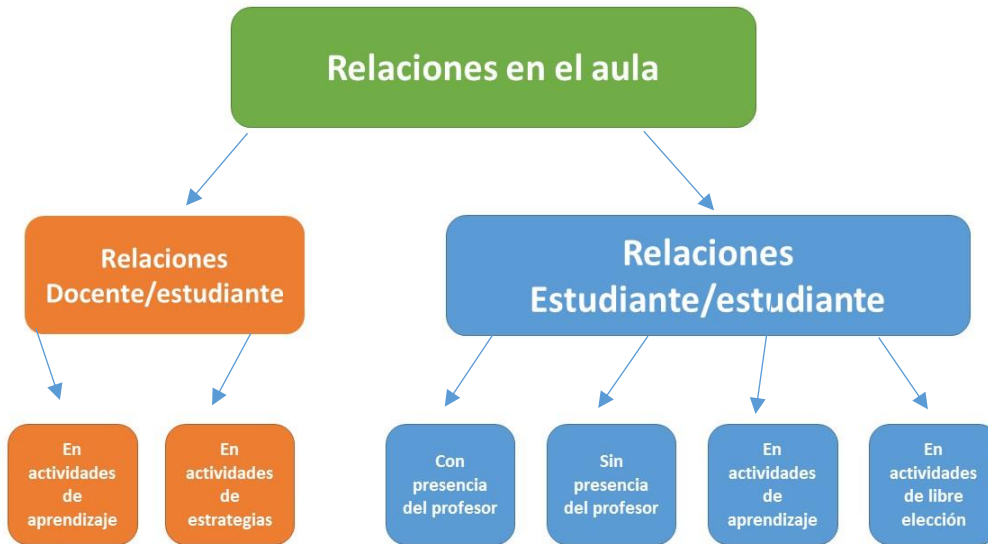 Relaciones en el aula
Relaciones
Docente/estudiante
Relaciones
Estudiante/estudiante
En
actividades
de
aprendizaje
En
actividades
de
estrategias
Con
presencia
del profesor
Sin
presencia
del profesor
En
actividades
de
aprendizaje
En
actividades
de libre
elección